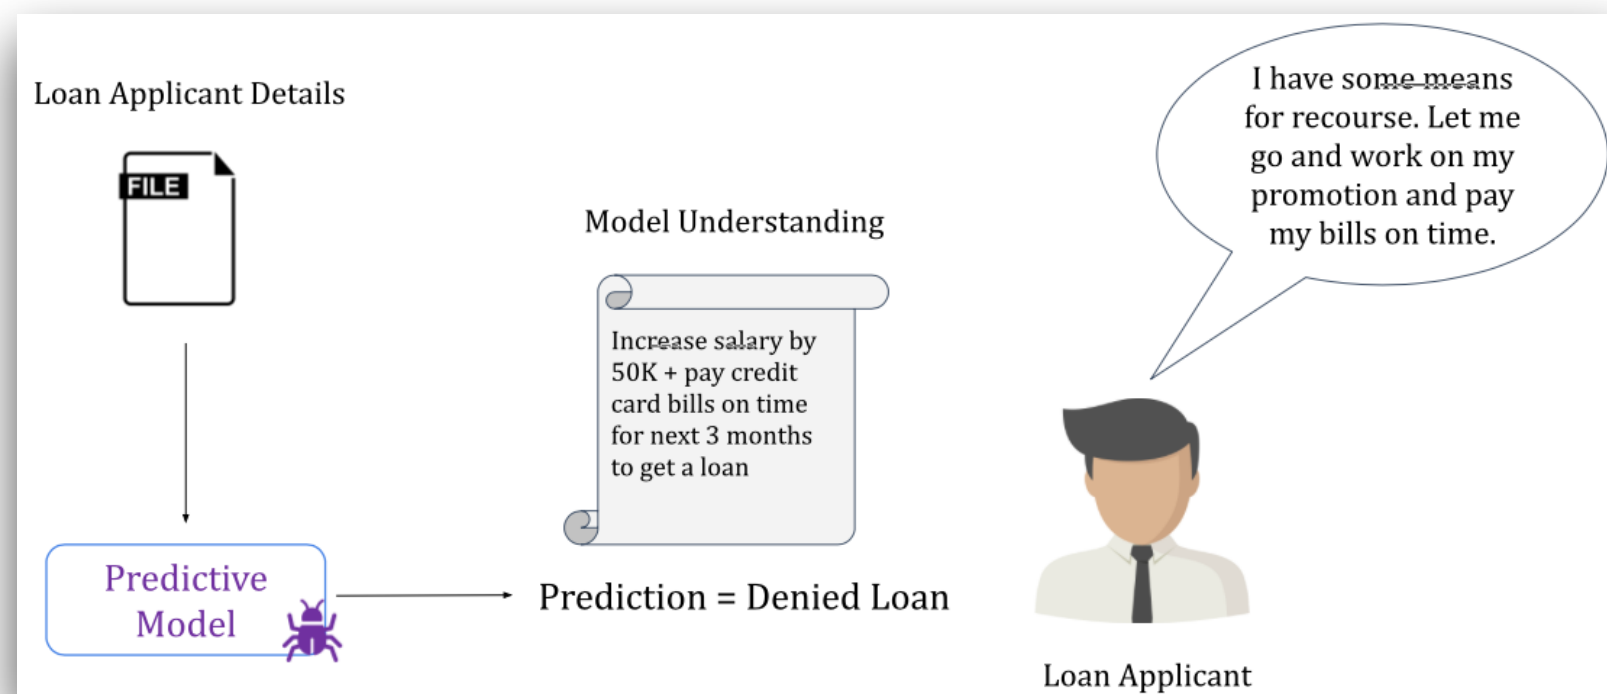 Loan Applicant Details
FILE
Predictive
Model
Model Understanding
Increase salary by
50K + pay credit
card bills on time
for next 3 months
to get a loan
Prediction = Denied Loan
I have some means
for recourse. Let me
go and work on my
promotion and pay
my bills on time.
Loan Applicant